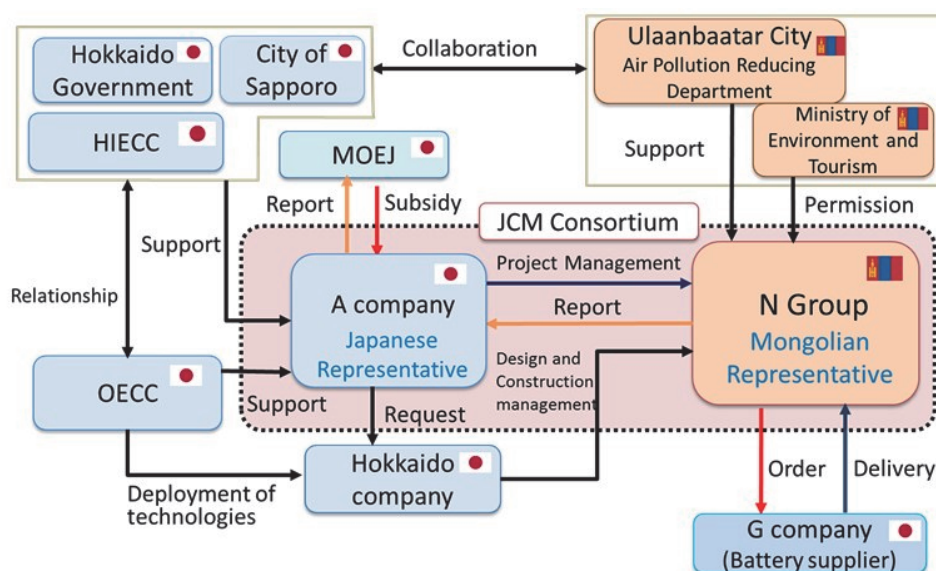 Hokkaido
Government
City of
Sapporo
HIECC
Collaboration
Ulaanbaatar City
Air Pollution Reducing
Department
Ministry of
Environment and
Tourism
MOEJ
Support
Report
Subsidy
Permission
JCM Consortium
Support
Relationship
A company
Japanese
Representative
Project Management
Report
N Group
Mongolian
Representative
Design and
Construction
management
OECC
Support
Request
Hokkaido
company
Deployment of
technologies
Order
Delivery
G company
(Battery supplier)